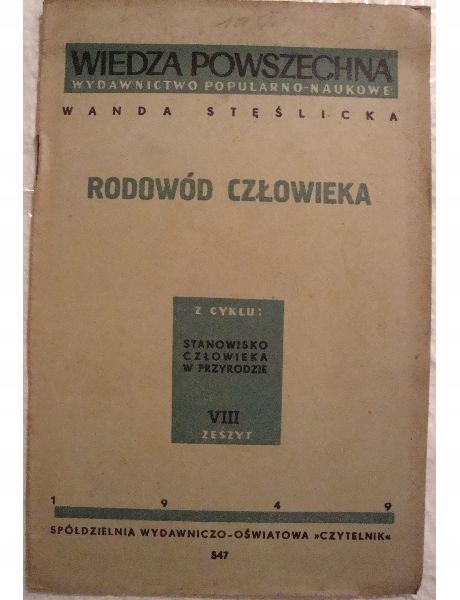 WIEDZA POWSZECHNA
WYDAWNICTWO POPULARNO-NAUKOWE
WANDA STĘŚLICKA
RODOWÓD CZŁOWIEKA
Z CYKLU:
STANOWISKO
CZŁOWIEKA
W PRZYRODZIE
VIII
ZESZYT
1 9 4 9
SPÓŁDZIELNIA WYDAWNICZO-OŚWIATOWA »CZYTELNIK«
547